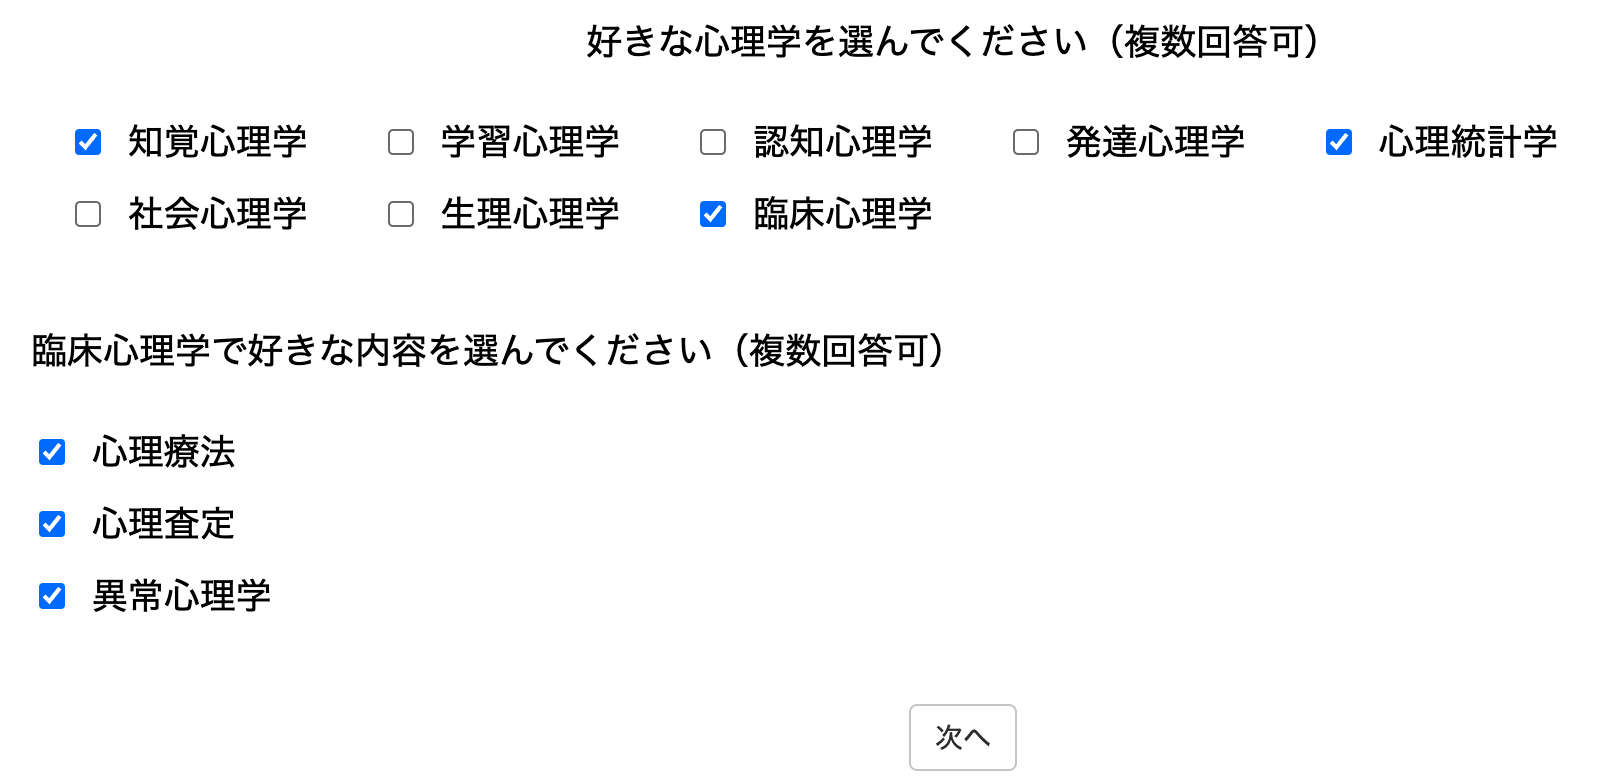 好きな心理学を選んでください（複数回答可）
知覚心理学 学習心理学 認知心理学 発達心理学 心理統計学
社会心理学 生理心理学 臨床心理学
臨床心理学で好きな内容を選んでください（複数回答可）
心理療法
心理査定
異常心理学
次へ